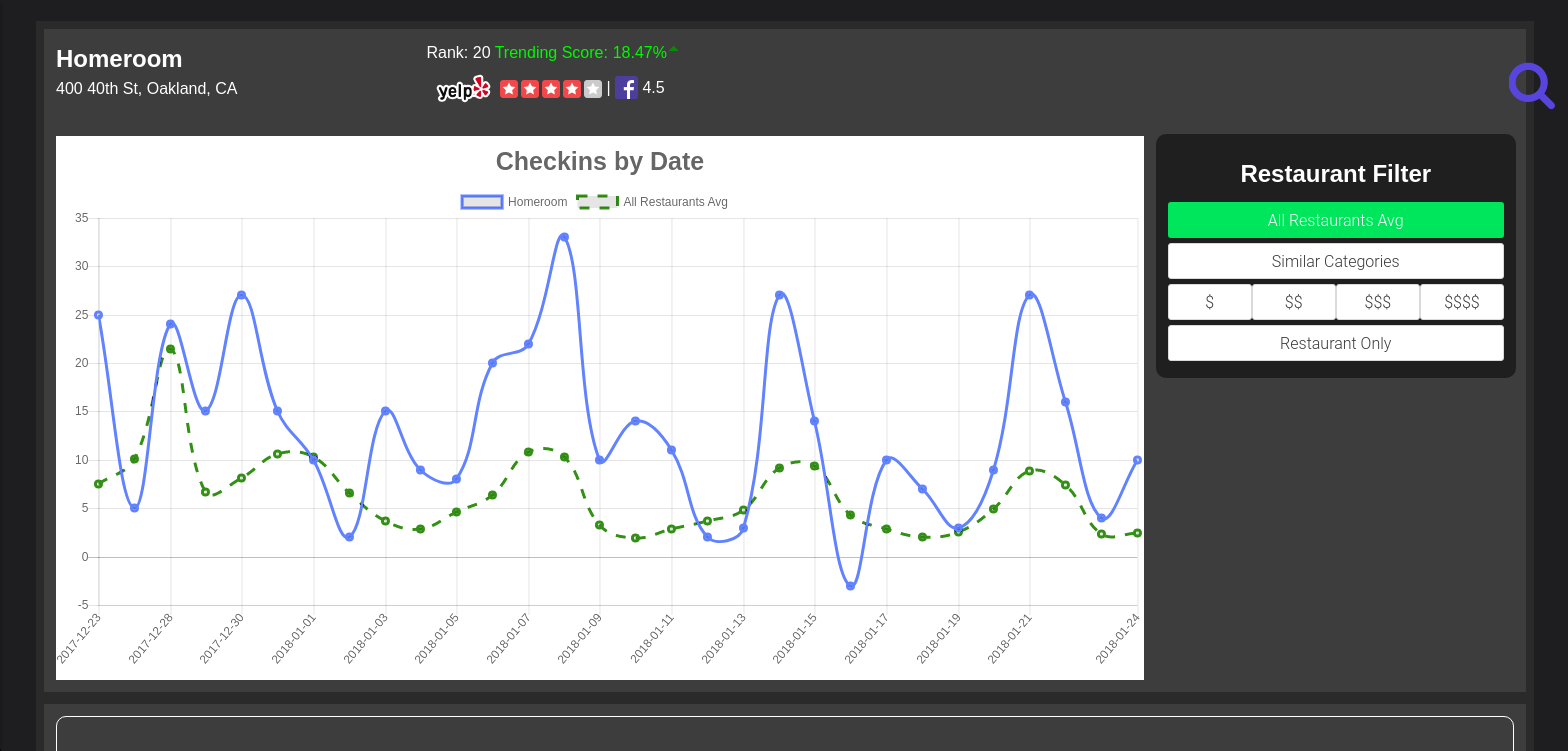 Homeroom
400 40th St, Oakland, CA
Rank: 20 Trending Score: 18.47%
yelp | f 4.5
Checkins by Date
Homeroom All Restaurants Avg
35
30
25
20
15
10
5
0
-5
2017-12-23 2017-12-28 2017-12-30 2018-01-01 2018-01-03 2018-01-05 2018-01-07 2018-01-09 2018-01-11 2018-01-13 2018-01-15 2018-01-17 2018-01-19 2018-01-21 2018-01-24
Restaurant Filter
All Restaurants Avg
Similar Categories
$ $$ $$$ $$$$
Restaurant Only